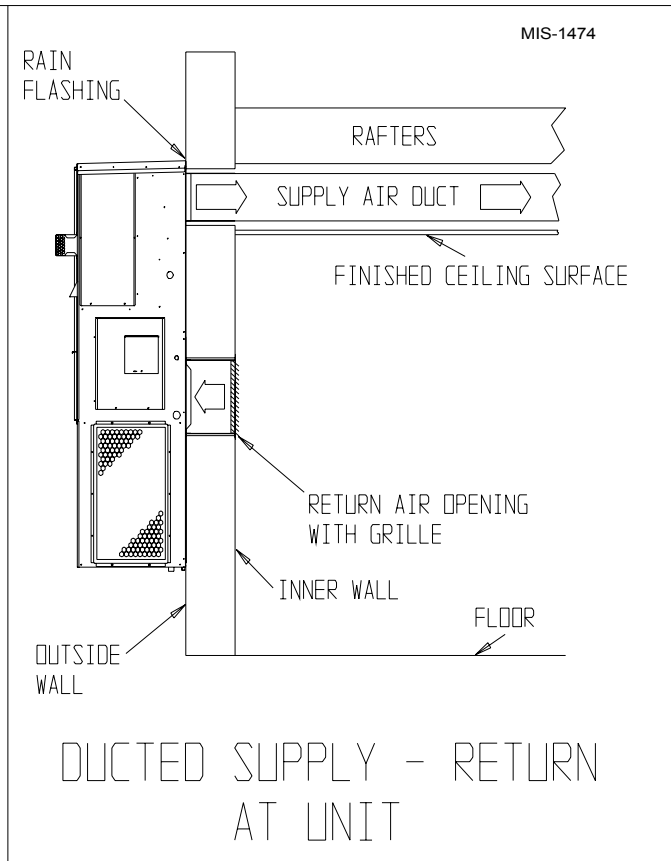 MIS-1474
RAIN
FLASHING
RAFTERS
SUPPLY AIR DUCT
FINISHED CEILING SURFACE
RETURN AIR OPENING
WITH GRILLE
INNER WALL
FLOOR
OUTSIDE
WALL
DUCTED SUPPLY - RETURN
AT UNIT